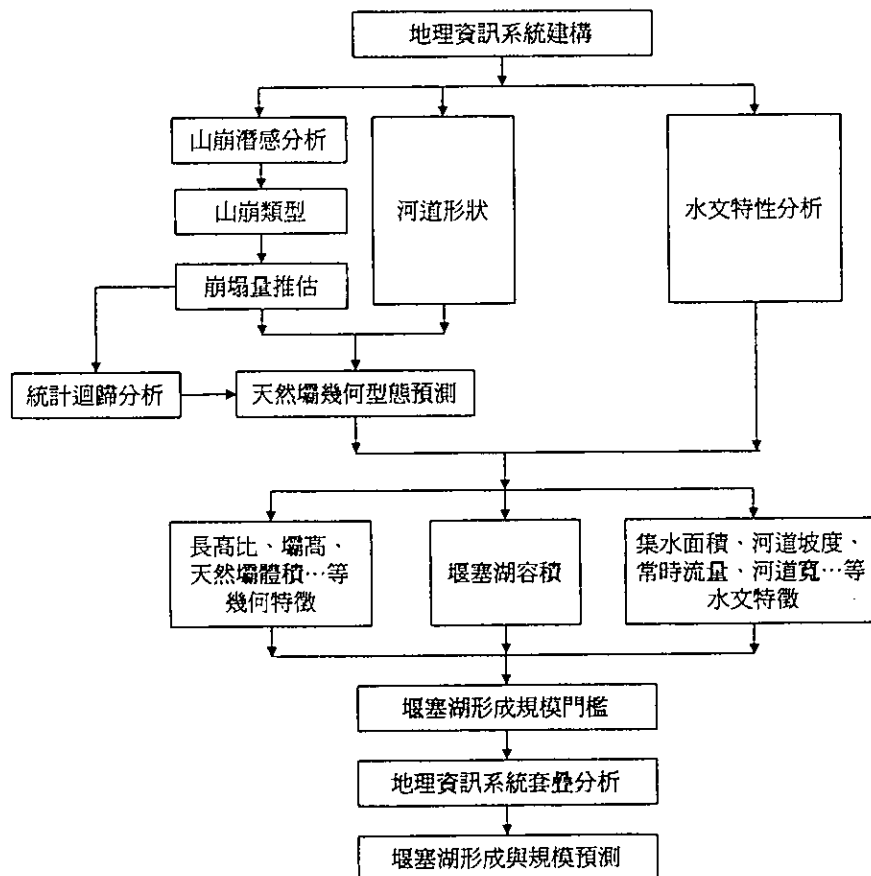 地理資訊系統建構
山崩潛感分析
山崩類型
崩塌量推估
河道形狀
水文特性分析
統計迴歸分析
天然壩幾何型態預測
長高比、壩高、
天然壩體積…等
幾何特徵
堰塞湖容積
集水面積、河道坡度、
常時流量、河道寬…等
水文特徵
堰塞湖形成規模門檻
地理資訊系統套疊分析
堰塞湖形成與規模預測